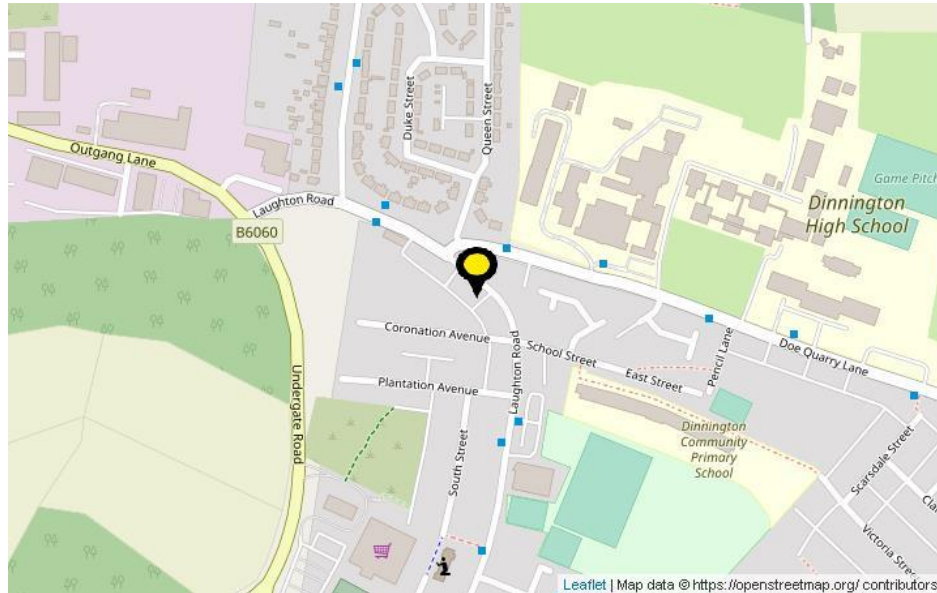 Outgang Lane
Duke Street
Queen Street
Laughton Road
B6060
Game Pitch
Dinnington
High School
Coronation Avenue
School Street
East Street
Pencil Lane
Doe Quarry Lane
Plantation Avenue
Laughton Road
Undergate Road
South Street
Dinnington
Community
Primary
School
Scarsdale Street
Victoria Stree
Cla
Leaflet | Map data © https://openstreetmap.org/ contributors